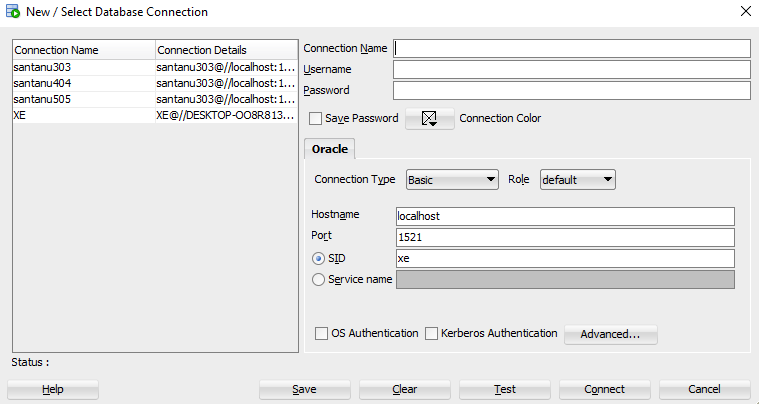 New / Select Database Connection
Connection Name Connection Details
santanu303 santanu303@//localhost:1...
santanu404 santanu303@//localhost:1...
santanu505 santanu303@//localhost:1...
XE XE@//DESKTOP-OO8R813...
Connection Name
Username
Password
Save Password Connection Color
Oracle
Connection Type Basic Role default
Hostname localhost
Port 1521
SID xe
Service name
OS Authentication Kerberos Authentication Advanced...
Status :
Help Save Clear Test Connect Cancel